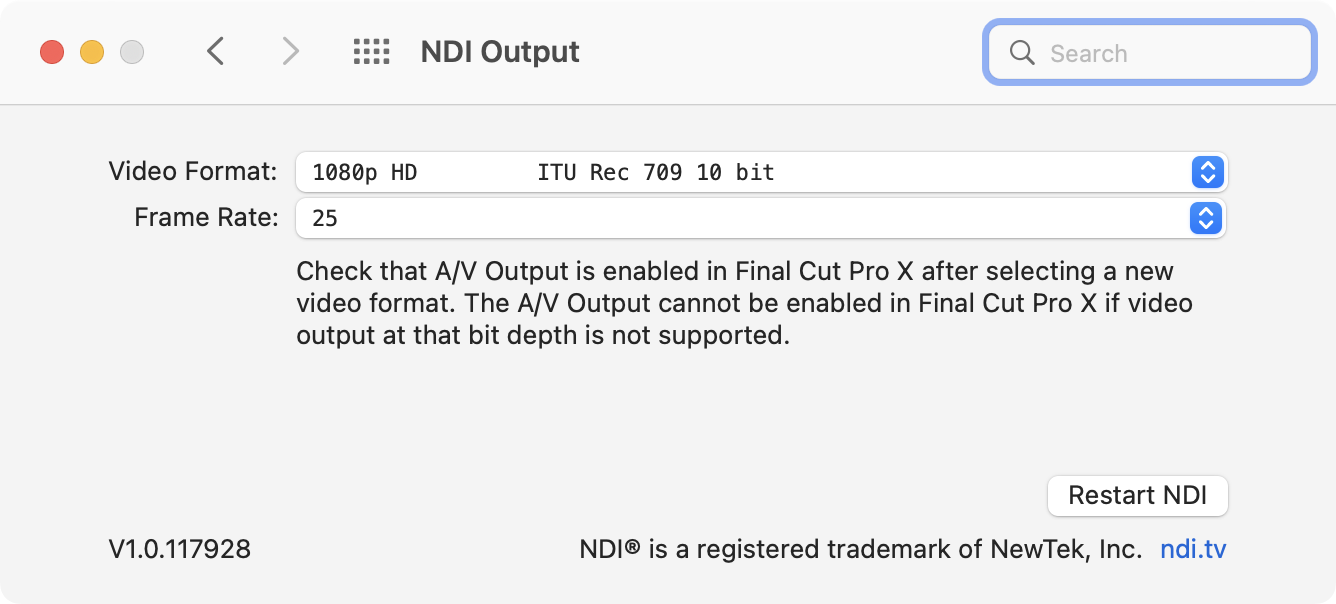 NDI Output
Search
Video Format: 1080p HD ITU Rec 709 10 bit
Frame Rate: 25
Check that A/V Output is enabled in Final Cut Pro X after selecting a new
video format. The A/V Output cannot be enabled in Final Cut Pro X if video
output at that bit depth is not supported.
Restart NDI
V1.0.117928
NDI® is a registered trademark of NewTek, Inc. ndi.tv